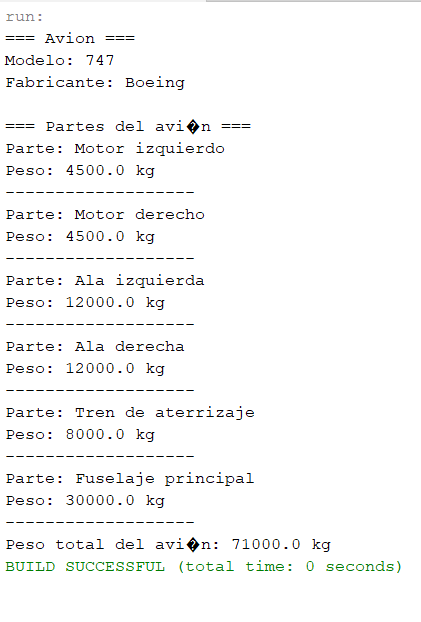 run:
=== Avion ===
Modelo: 747
Fabricante: Boeing
=== Partes del avi�n ===
Parte: Motor izquierdo
Peso: 4500.0 kg
-------------------
Parte: Motor derecho
Peso: 4500.0 kg
-------------------
Parte: Ala izquierda
Peso: 12000.0 kg
-------------------
Parte: Ala derecha
Peso: 12000.0 kg
-------------------
Parte: Tren de aterrizaje
Peso: 8000.0 kg
-------------------
Parte: Fuselaje principal
Peso: 30000.0 kg
-------------------
Peso total del avi�n: 71000.0 kg
BUILD SUCCESSFUL (total time: 0 seconds)